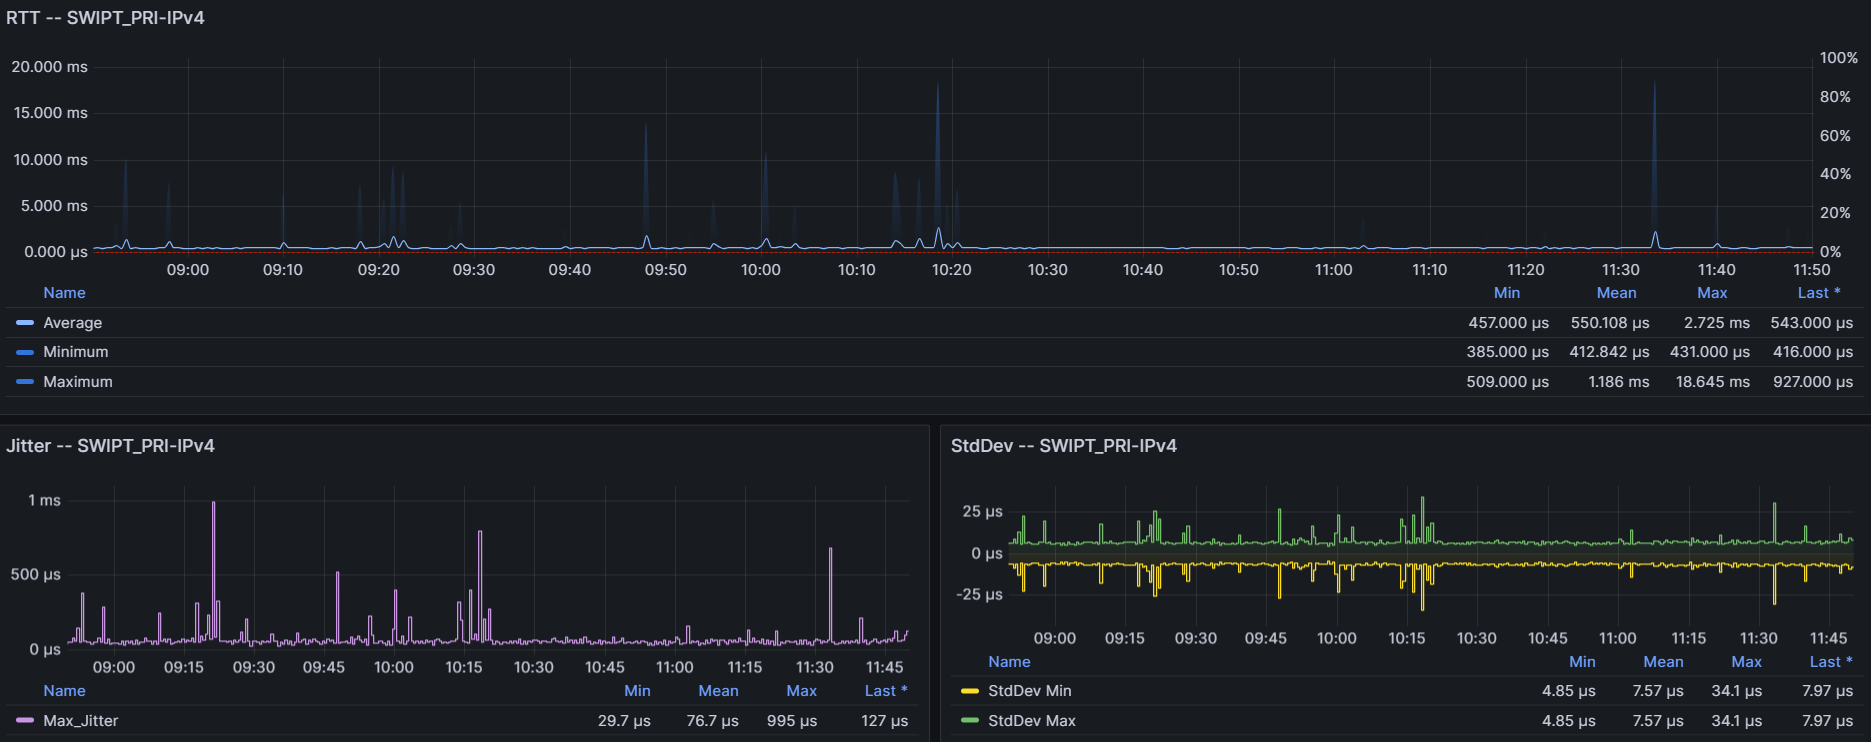 RTT -- SWIPT_PRI-IPv4
20.000 ms
15.000 ms
10.000 ms
5.000 ms
0.000 µs
100%
80%
60%
40%
20%
0%
09:00 09:10 09:20 09:30 09:40 09:50 10:00 10:10 10:20 10:30 10:40 10:50 11:00 11:10 11:20 11:30 11:40 11:50
Name Min Mean Max Last *
Average 457.000 µs 550.108 µs 2.725 ms 543.000 µs
Minimum 385.000 µs 412.842 µs 431.000 µs 416.000 µs
Maximum 509.000 µs 1.186 ms 18.645 ms 927.000 µs
Jitter -- SWIPT_PRI-IPv4
1 ms
500 µs
0 µs
09:00 09:15 09:30 09:45 10:00 10:15 10:30 10:45 11:00 11:15 11:30 11:45
Name Min Mean Max Last *
Max_Jitter 29.7 µs 76.7 µs 995 µs 127 µs
StdDev -- SWIPT_PRI-IPv4
25 µs
0 µs
-25 µs
09:00 09:15 09:30 09:45 10:00 10:15 10:30 10:45 11:00 11:15 11:30 11:45
Name Min Mean Max Last *
StdDev Min 4.85 µs 7.57 µs 34.1 µs 7.97 µs
StdDev Max 4.85 µs 7.57 µs 34.1 µs 7.97 µs